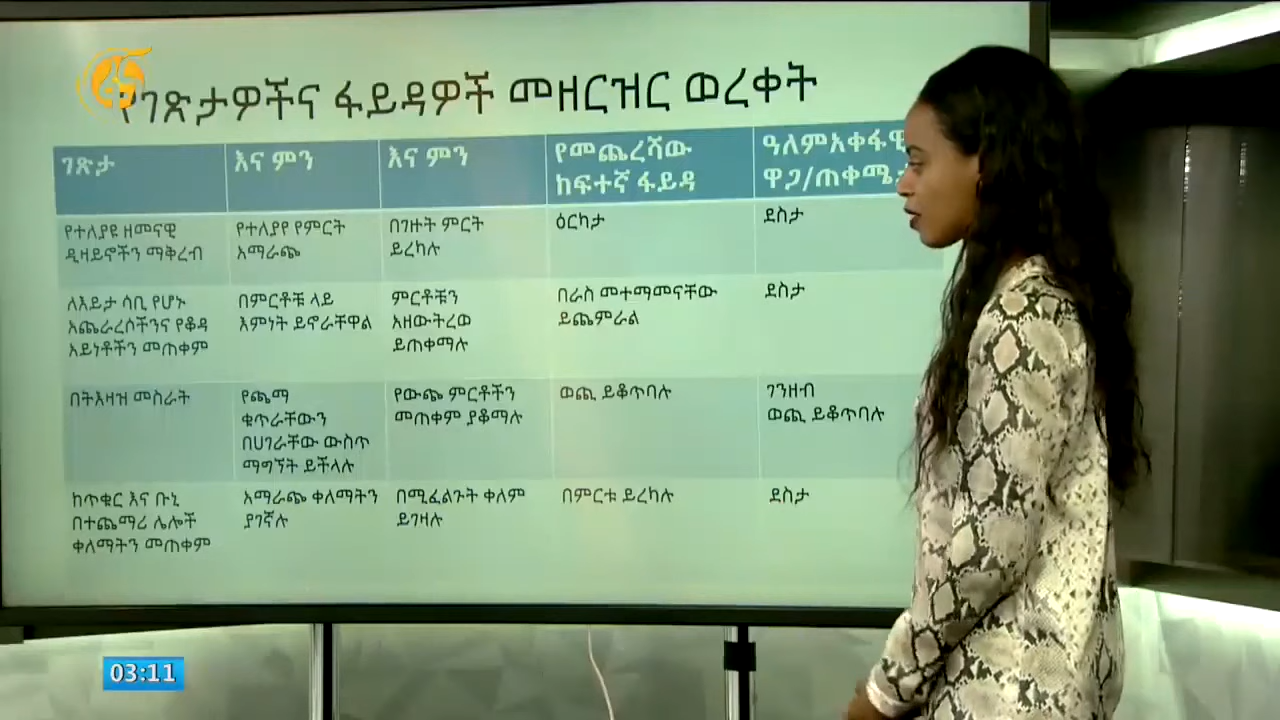 የገጽታዎችና ፋይዳዎች መዘርዝር ወረቀት
ገጽታ
እና ምን
እና ምን
የመጨረሻው
ከፍተኛ ፋይዳ
ዓለምአቀፋዊ
ዋጋ/ጠቀሜታ
የተለያዩ ዘመናዊ
ዲዛይኖችን ማቅረብ
የተለያየ የምርት
አማራጭ
በገዙት ምርት
ይረካሉ
ዕርካታ
ደስታ
ለእይታ ሳቢ የሆኑ
አጨራረሶችንና የቆዳ
አይነቶችን መጠቀም
በምርቶቹ ላይ
እምነት ይኖራቸዋል
ምርቶቹን
አዘውትረወ
ይጠቀማሉ
በራስ መተማመናቸው
ይጨምራል
ደስታ
በትእዛዝ መስራት
የጫማ
ቁጥራቸውን
በሀገራቸው ውስጥ
ማግኘት ይችላሉ
የውጭ ምርቶችን
መጠቀም ያቆማሉ
ወጪ ይቆጥባሉ
ገንዘብ
ወጪ ይቆጥባሉ
ከጥቁር እና ቡኒ
በተጨማሪ ሌሎች
ቀለማትን መጠቀም
አማራጭ ቀለማትን
ያገኛሉ
በሚፈልጉት ቀለም
ይገዛሉ
በምርቱ ይረካሉ
ደስታ
03:11